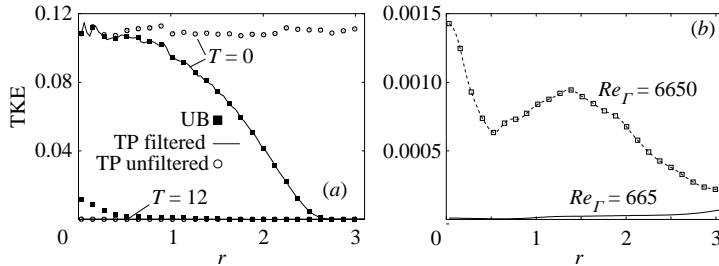 0.12
0.08
0.04
TKE
T = 0
UB
TP filtered
TP unfiltered
T = 12
(a)
0 1 2 3
r
(b)
0.0015
0.0010
0.0005
Re_Γ = 6650
Re_Γ = 665
0 1 2 3
r